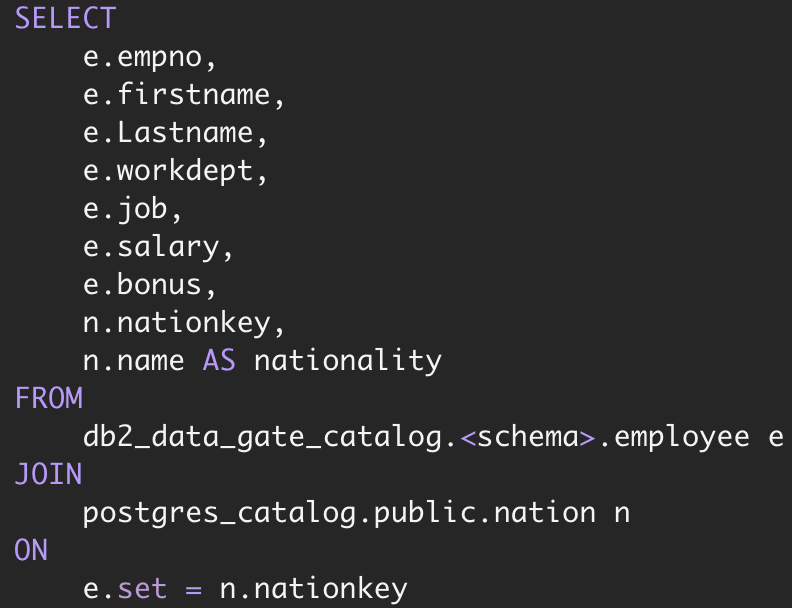 SELECT
    e.empno,
    e.firstname,
    e.Lastname,
    e.workdept,
    e.job,
    e.salary,
    e.bonus,
    n.nationkey,
    n.name AS nationality
FROM
    db2_data_gate_catalog.<schema>.employee e
JOIN
    postgres_catalog.public.nation n
ON
    e.set = n.nationkey